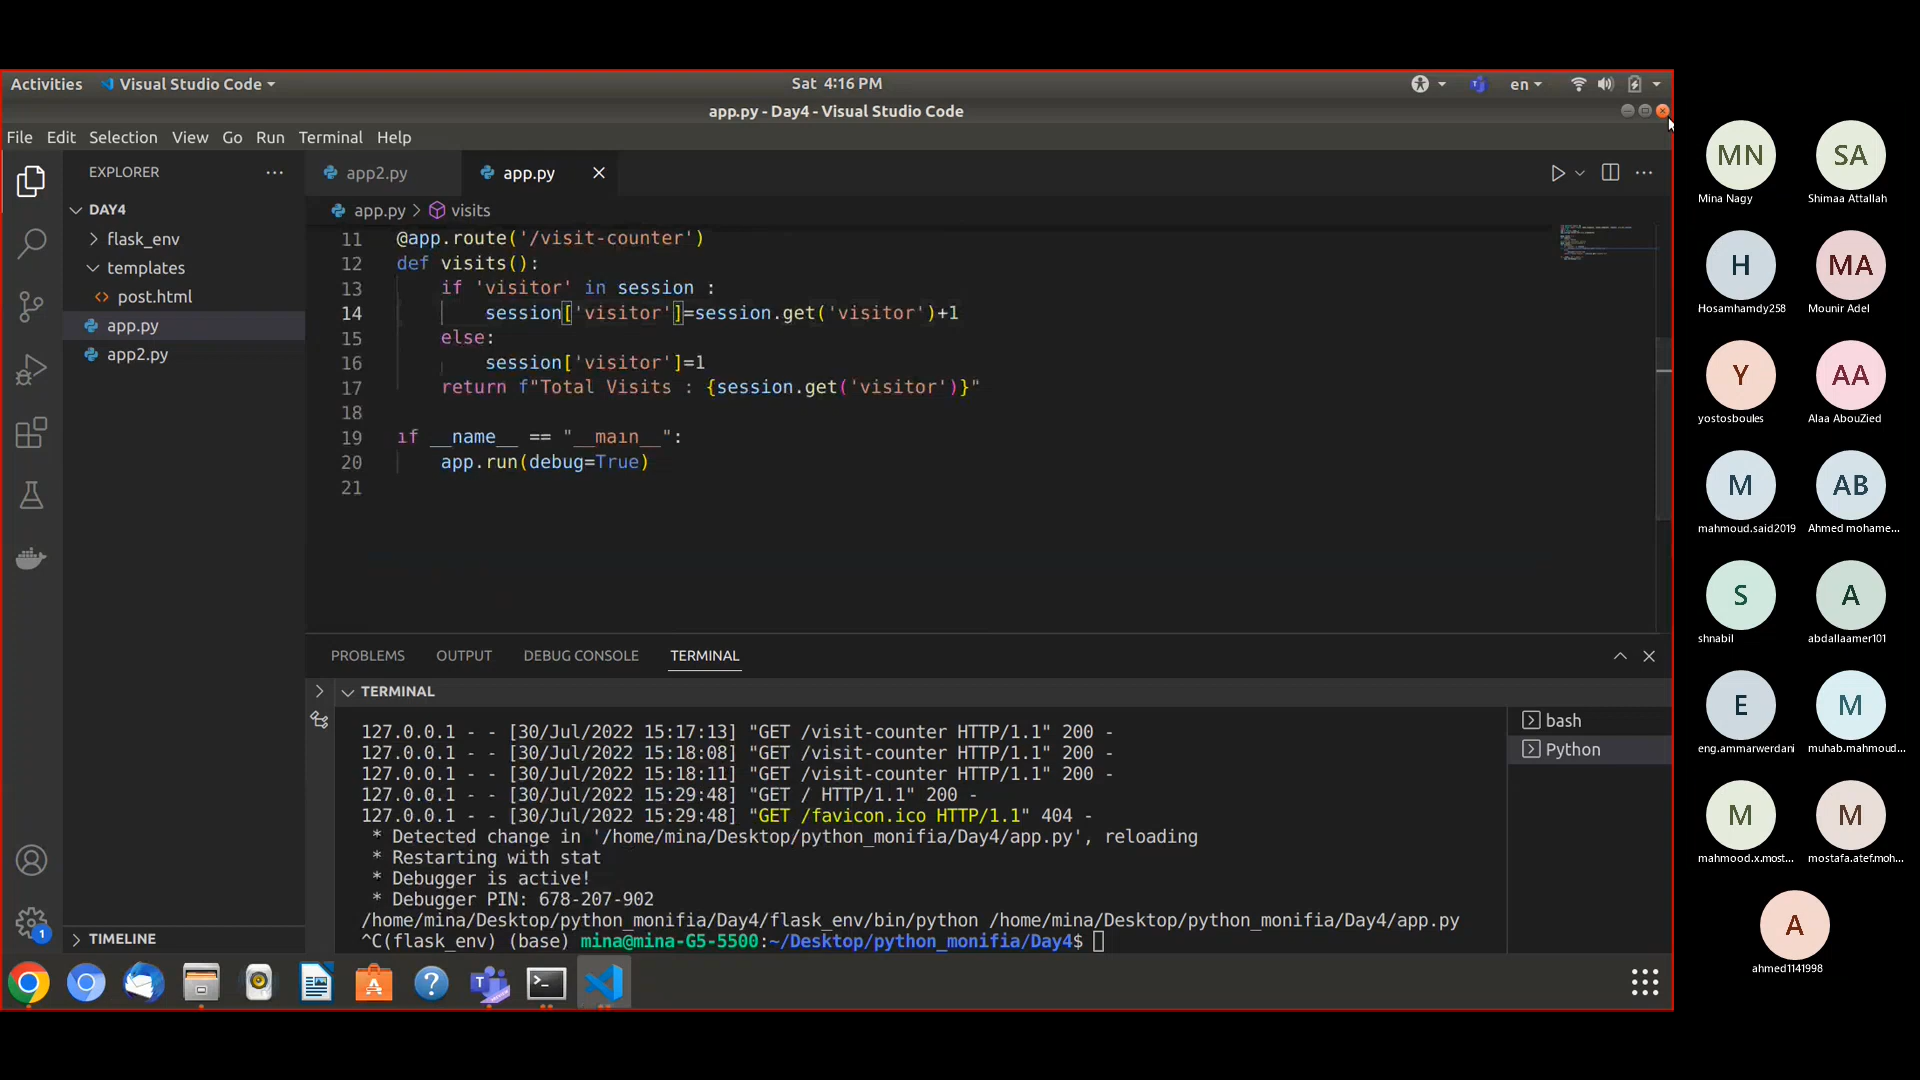 Activities Visual Studio Code
Sat 4:16 PM
en
app.py - Day4 - Visual Studio Code
File Edit Selection View Go Run Terminal Help
EXPLORER
DAY4
flask_env
templates
post.html
app.py
app2.py
TIMELINE
1
app2.py
app.py
app.py > visits
11 @app.route('/visit-counter')
12 def visits():
13 if 'visitor' in session :
14 session['visitor']=session.get('visitor')+1
15 else:
16 session['visitor']=1
17 return f"Total Visits : {session.get('visitor')}"
18
19 if __name__ == "__main__":
20 app.run(debug=True)
21
PROBLEMS OUTPUT DEBUG CONSOLE TERMINAL
TERMINAL
127.0.0.1 - - [30/Jul/2022 15:17:13] "GET /visit-counter HTTP/1.1" 200 -
127.0.0.1 - - [30/Jul/2022 15:18:08] "GET /visit-counter HTTP/1.1" 200 -
127.0.0.1 - - [30/Jul/2022 15:18:11] "GET /visit-counter HTTP/1.1" 200 -
127.0.0.1 - - [30/Jul/2022 15:29:48] "GET / HTTP/1.1" 200 -
127.0.0.1 - - [30/Jul/2022 15:29:48] "GET /favicon.ico HTTP/1.1" 404 -
* Detected change in '/home/mina/Desktop/python_monifia/Day4/app.py', reloading
* Restarting with stat
* Debugger is active!
* Debugger PIN: 678-207-902
/home/mina/Desktop/python_monifia/Day4/flask_env/bin/python /home/mina/Desktop/python_monifia/Day4/app.py
^C(flask_env) (base) mina@mina-G5-5500:~/Desktop/python_monifia/Day4$
bash
Python
MN SA
Mina Nagy Shimaa Attallah
H MA
Hosamhamdy258 Mounir Adel
Y AA
yostosboules Alaa AbouZied
M AB
mahmoud.said2019 Ahmed mohame...
S A
shnabil abdallaamer101
E M
eng.ammarwerdani muhab.mahmoud...
M M
mahmood.x.most... mostafa.atef.moh...
A
ahmed1141998